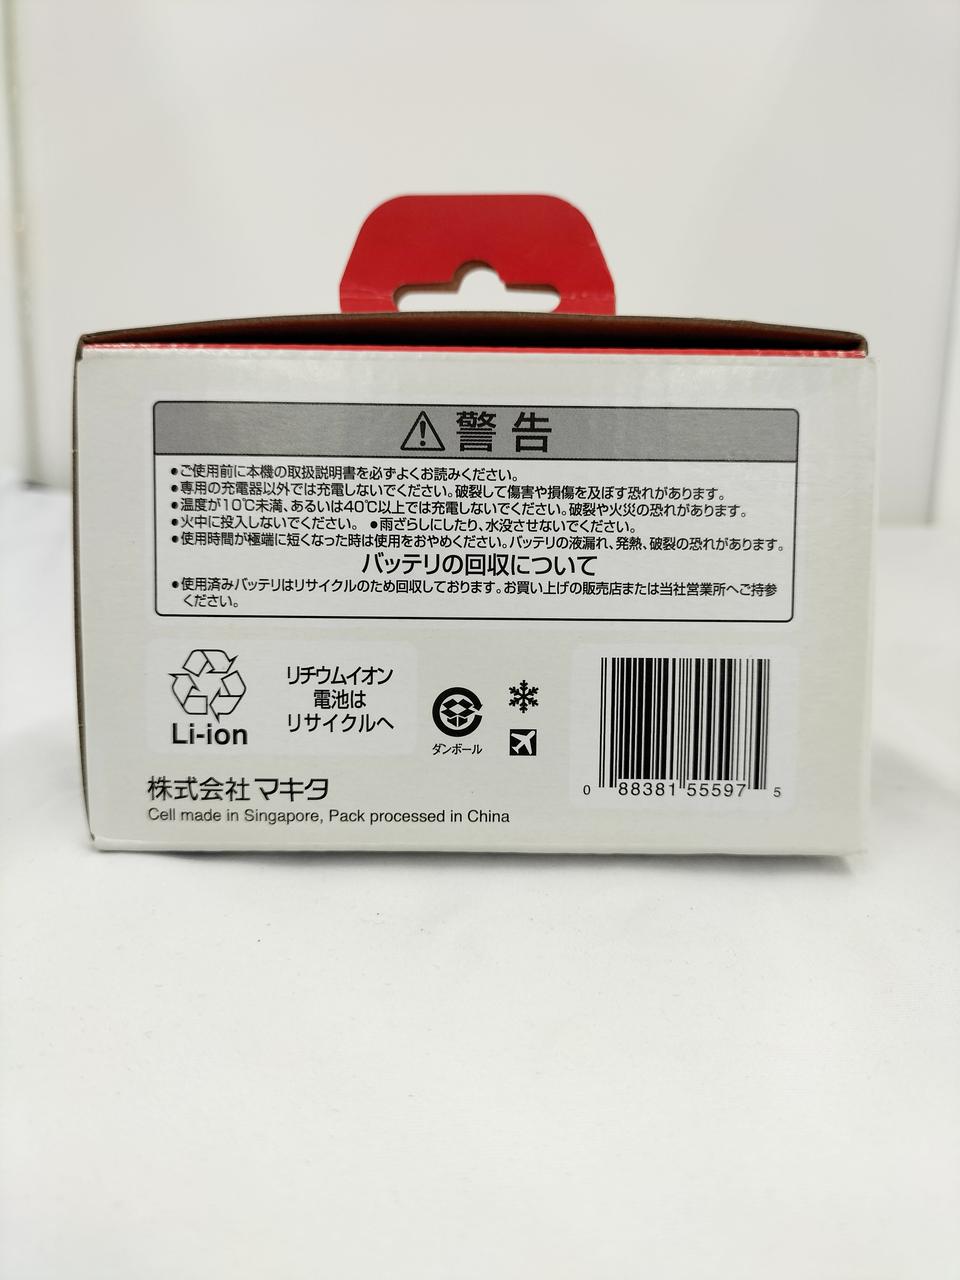 警告
●ご使用前に本機の取扱説明書を必ずよくお読みください。
●専用の充電器以外では充電しないでください。破裂して傷害や損傷を及ぼす恐れがあります。
●温度が10℃未満、あるいは40℃以上では充電しないでください。破裂や火災の恐れがあります。
●火中に投入しないでください。 ●雨ざらしにしたり、水没させないでください。
●使用時間が極端に短くなった時は使用をおやめください。バッテリの液漏れ、発熱、破裂の恐れがあります。
バッテリの回収について
●使用済みバッテリはリサイクルのため回収しております。お買い上げの販売店または当社営業所へご持参
ください。
リチウムイオン
電池は
リサイクルへ
Li-ion
ダンボール
0 88381 55597 5
株式会社マキタ
Cell made in Singapore, Pack processed in China